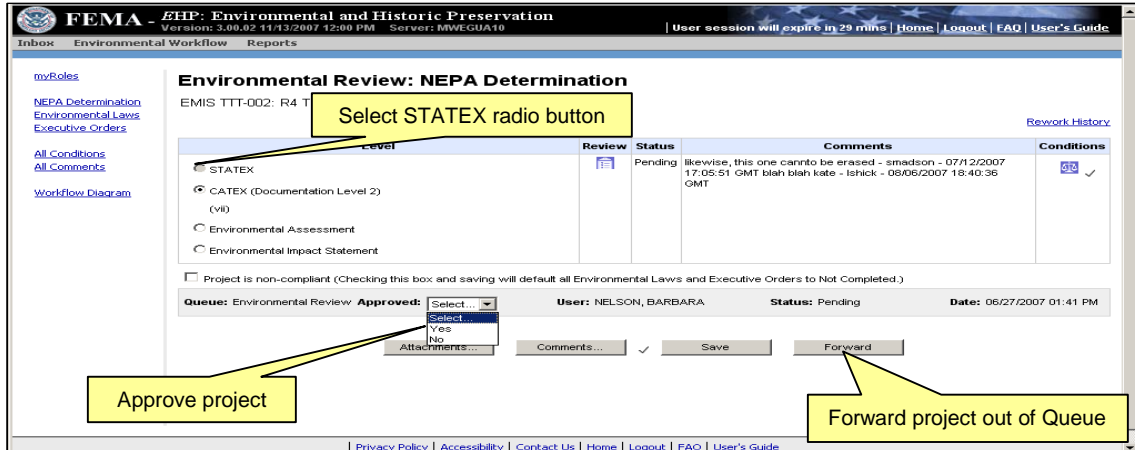 FEMA - EHP: Environmental and Historic Preservation
Version: 3.00.02 11/13/2007 12:00 PM Server: MWEGUA10
User session will expire in 29 mins | Home | Logout | FAQ | User's Guide
Inbox Environmental Workflow Reports
myRoles
NEPA Determination
Environmental Laws
Executive Orders
All Conditions
All Comments
Workflow Diagram
Environmental Review: NEPA Determination
EMIS TTT-002: R4 T
Select STATEX radio button
Rework History
Level Review Status Comments Conditions
STATEX
Pending
likewise, this one cannto be erased - smadson - 07/12/2007
17:05:51 GMT blah blah kate - lshick - 08/06/2007 18:40:36
GMT
CATEX (Documentation Level 2)
(vii)
Environmental Assessment
Environmental Impact Statement
Project is non-compliant (Checking this box and saving will default all Environmental Laws and Executive Orders to Not Completed.)
Queue: Environmental Review Approved: Select... User: NELSON, BARBARA Status: Pending Date: 06/27/2007 01:41 PM
Select...
Yes
No
Attachments... Comments... Save Forward
Approve project
Forward project out of Queue
| Privacy Policy | Accessibility | Contact Us | Home | Logout | FAQ | User's Guide